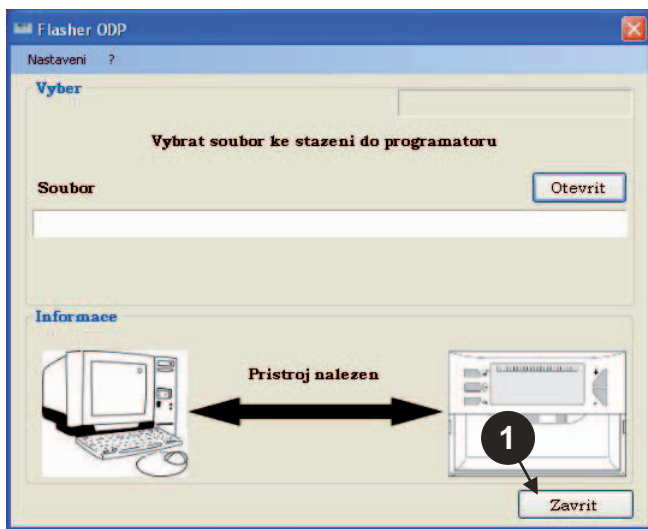 Flasher ODP
Nastaveni ?
Vyber
Vybrat soubor ke stazeni do programatoru
Soubor
Otevrit
Informace
Pristroj nalezen
1
Zavrit